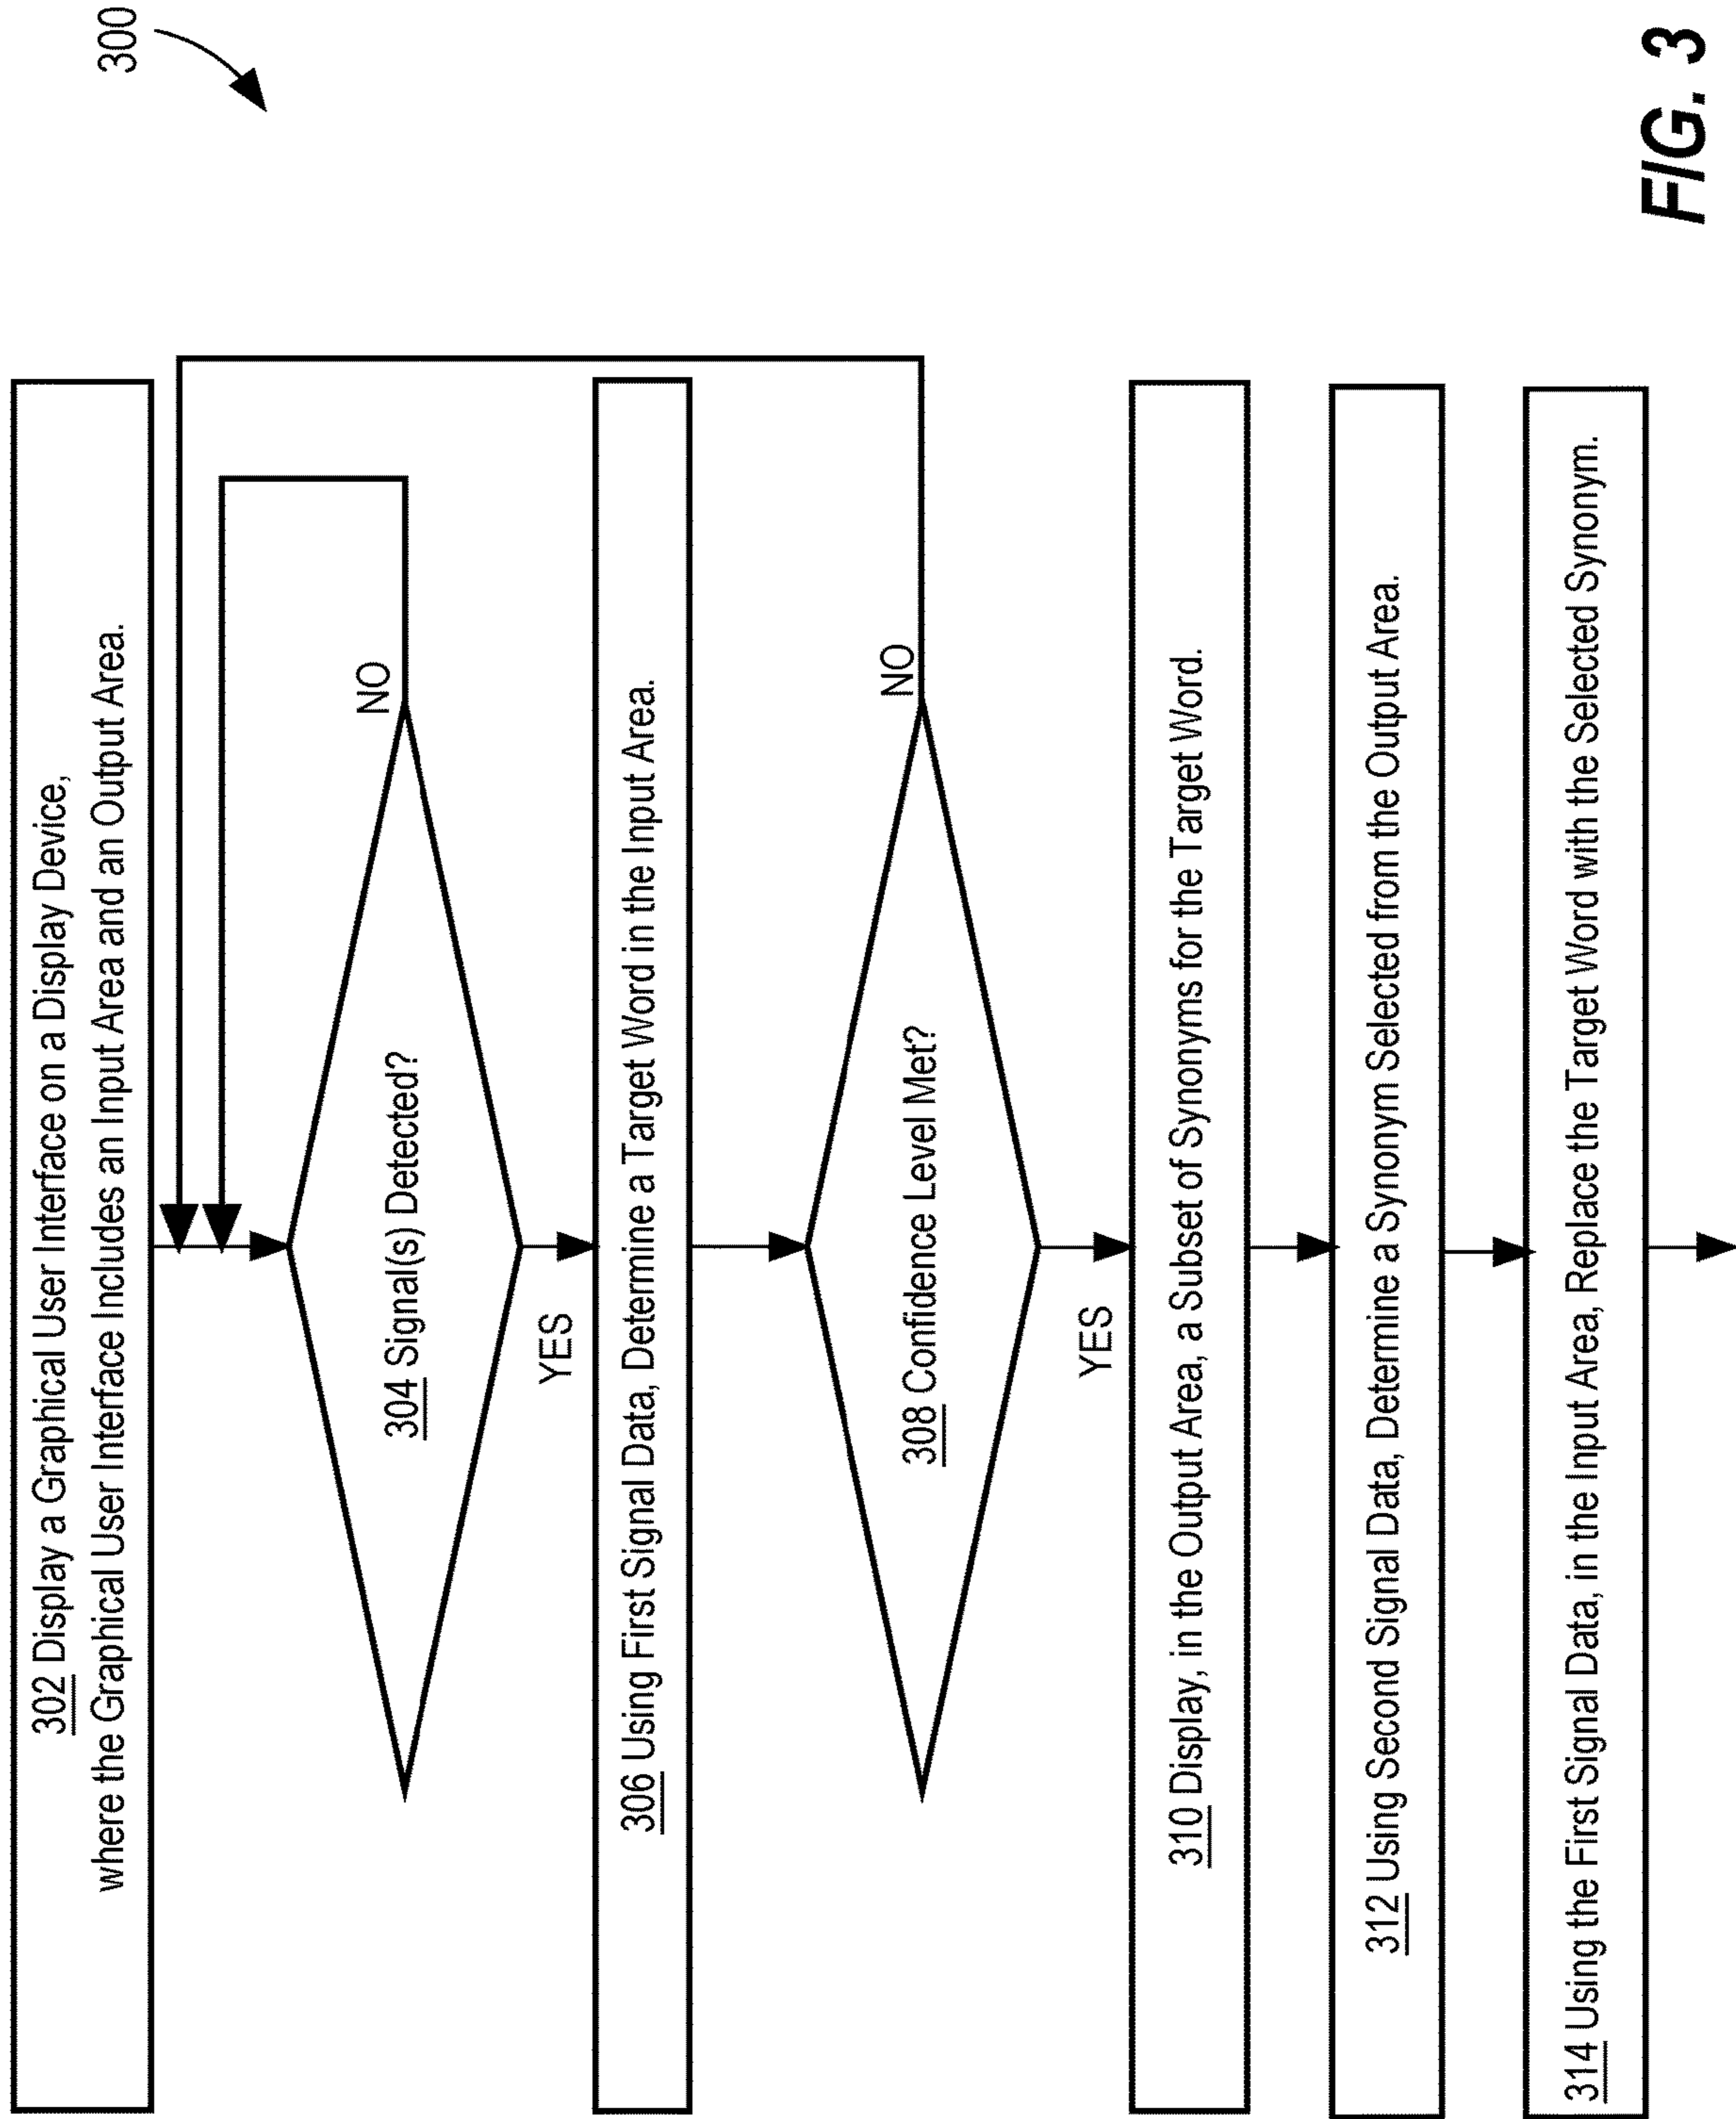 300
302 Display a Graphical User Interface on a Display Device,
where the Graphical User Interface Includes an Input Area and an Output Area.
304 Signal(s) Detected?
NO
YES
306 Using First Signal Data, Determine a Target Word in the Input Area.
308 Confidence Level Met?
NO
YES
310 Display, in the Output Area, a Subset of Synonyms for the Target Word.
312 Using Second Signal Data, Determine a Synonym Selected from the Output Area.
314 Using the First Signal Data, in the Input Area, Replace the Target Word with the Selected Synonym.
FIG. 3